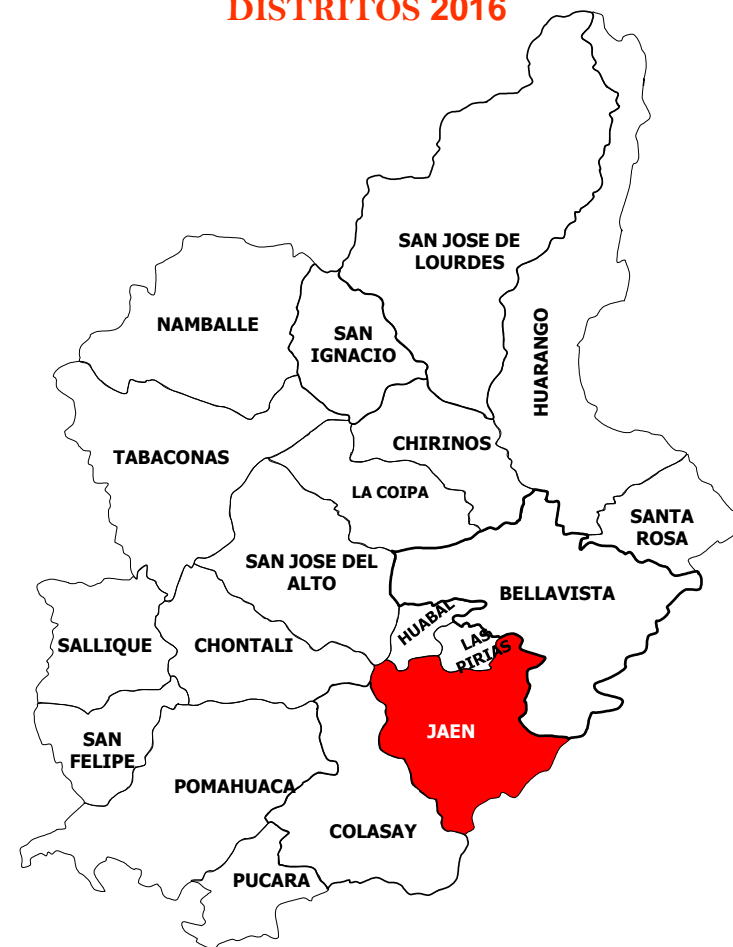 DISTRITOS 2016
SAN JOSE DE
LOURDES
NAMBALLE
SAN
IGNACIO
HUARANGO
CHIRINOS
TABACONAS
LA COIPA
SANTA
ROSA
SAN JOSE DEL
ALTO
BELLAVISTA
HUABAL
LAS
PIRIAS
SALLIQUE
CHONTALI
JAEN
SAN
FELIPE
POMAHUACA
COLASAY
PUCARA